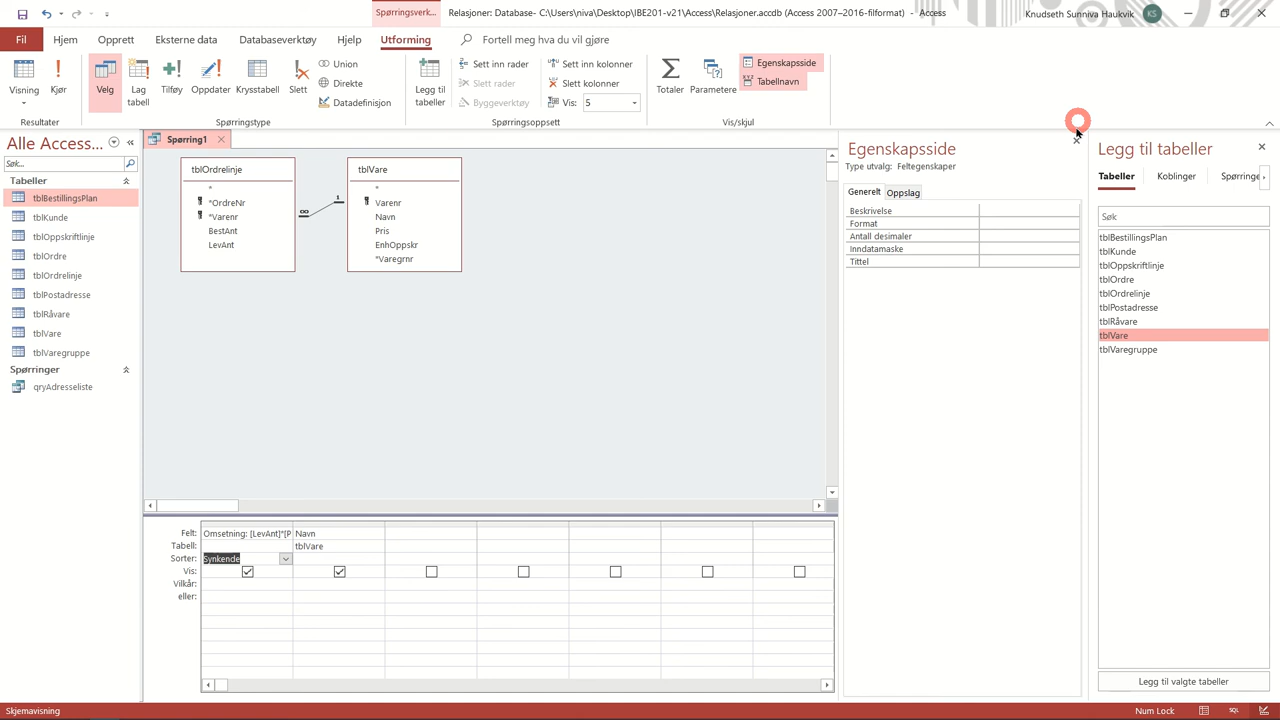 Spørringsverk...
Relasjoner: Database- C:\Users\niva\Desktop\IBE201-v21\Access\Relasjoner.accdb (Access 2007–2016-filformat) - Access
Knudseth Sunniva Haukvik
KS
Fil
Hjem
Opprett
Eksterne data
Databaseverktøy
Hjelp
Utforming
Fortell meg hva du vil gjøre
Visning
Kjør
Resultater
Velg
Lag tabell
Tilføy
Oppdater
Krysstabell
Slett
Union
Direkte
Datadefinisjon
Spørringstype
Legg til tabeller
Sett inn rader
Slett rader
Byggeverktøy
Sett inn kolonner
Slett kolonner
Vis: 5
Spørringsoppsett
Totaler
Parametere
Egenskapsside
Tabellnavn
Vis/skjul
Alle Access...
Søk...
Tabeller
tblBestillingsPlan
tblKunde
tblOppskriftlinje
tblOrdre
tblOrdrelinje
tblPostadresse
tblRåvare
tblVare
tblVaregruppe
Spørringer
qryAdresseliste
Spørring1
tblOrdrelinje
*
*OrdreNr
*Varenr
BestAnt
LevAnt
∞
1
tblVare
*
Varenr
Navn
Pris
EnhOppskr
*Varegrnr
Felt: Omsetning: [LevAnt]*[P Navn
Tabell: tblVare
Sorter: Synkende
Vis:
Vilkår:
eller:
Egenskapsside
Type utvalg: Feltegenskaper
Generelt
Oppslag
Beskrivelse
Format
Antall desimaler
Inndatamaske
Tittel
Legg til tabeller
Tabeller
Koblinger
Spørringe
Søk
tblBestillingsPlan
tblKunde
tblOppskriftlinje
tblOrdre
tblOrdrelinje
tblPostadresse
tblRåvare
tblVare
tblVaregruppe
Legg til valgte tabeller
Skjemavisning
Num Lock
SQL